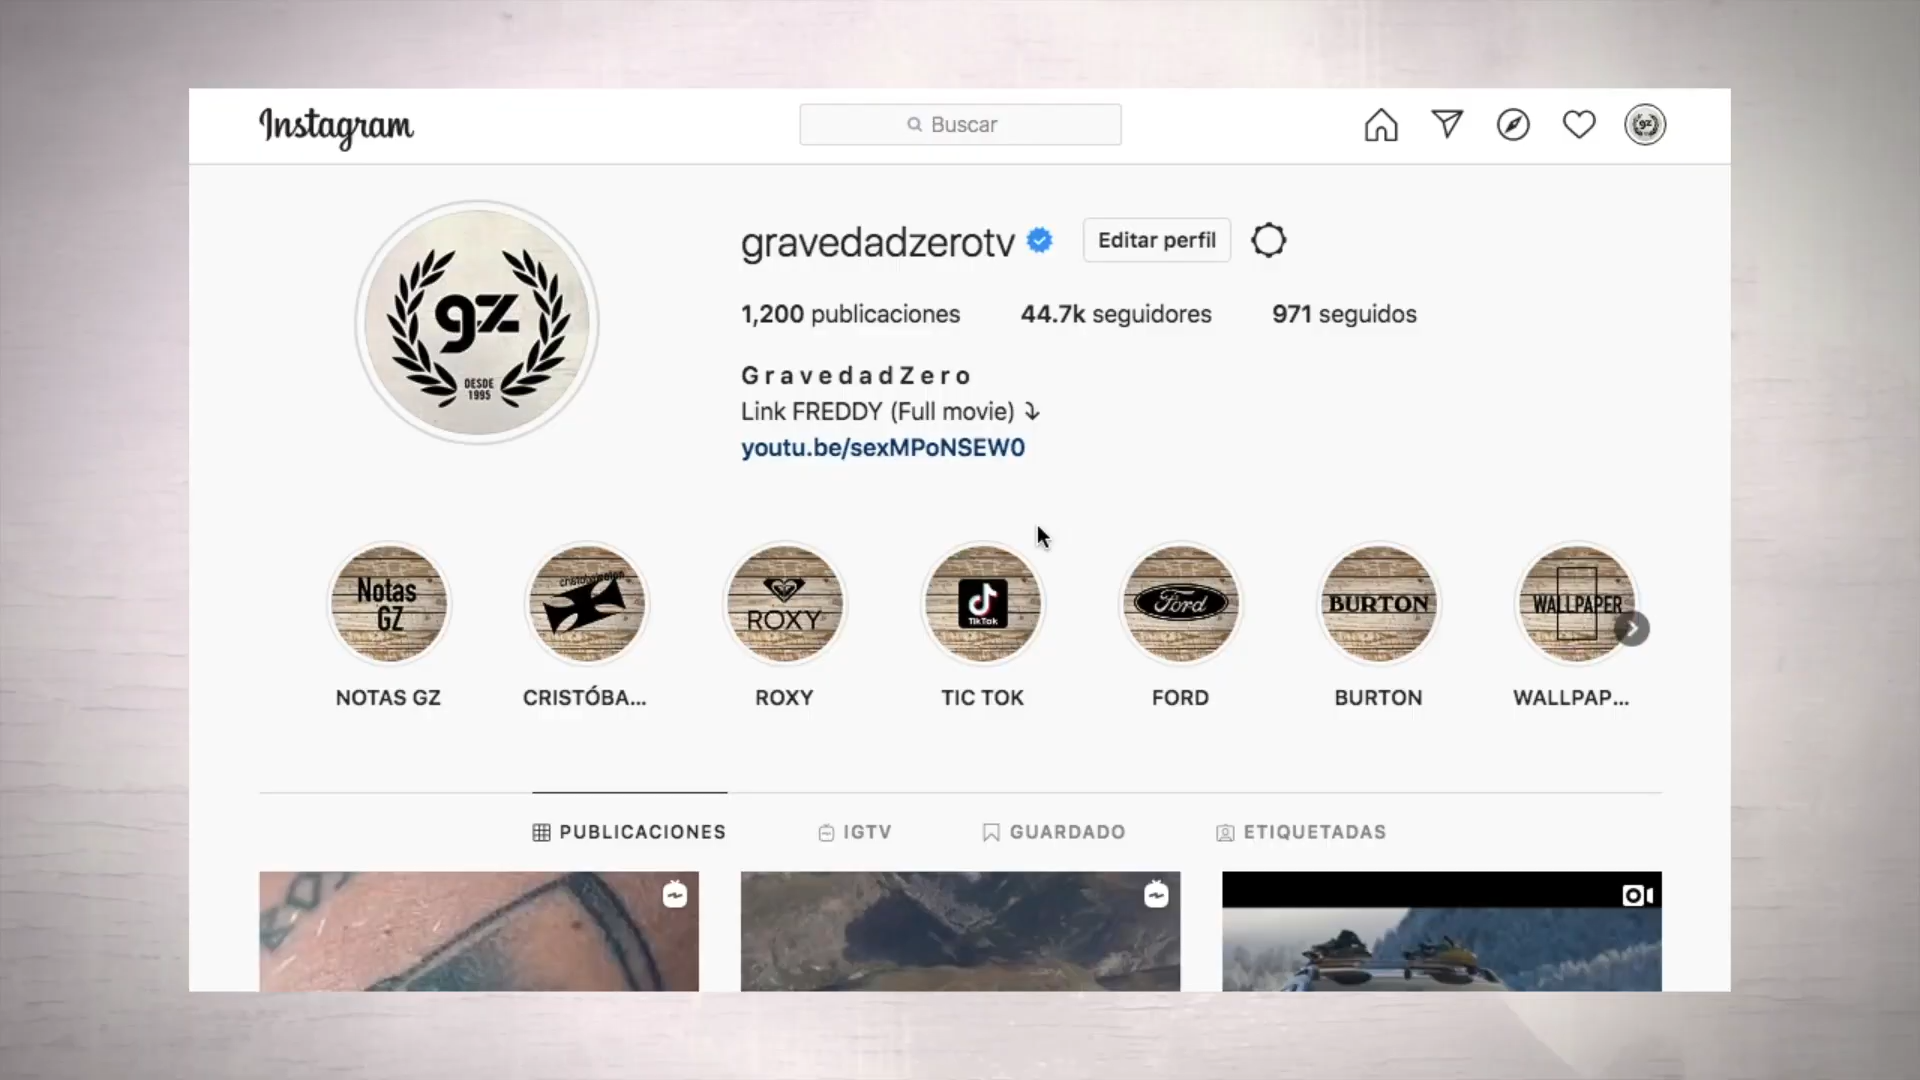 Instagram
Buscar
gz
gz
DESDE
1995
gravedadzerotv
Editar perfil
1,200 publicaciones 44.7k seguidores 971 seguidos
GravedadZero
Link FREDDY (Full movie) ⤵
youtu.be/sexMPoNSEW0
Notas
GZ
ROXY
TikTok
Ford
BURTON
WALLPAPER
NOTAS GZ
CRISTÓBA...
ROXY
TIC TOK
FORD
BURTON
WALLPAP...
PUBLICACIONES
IGTV
GUARDADO
ETIQUETADAS